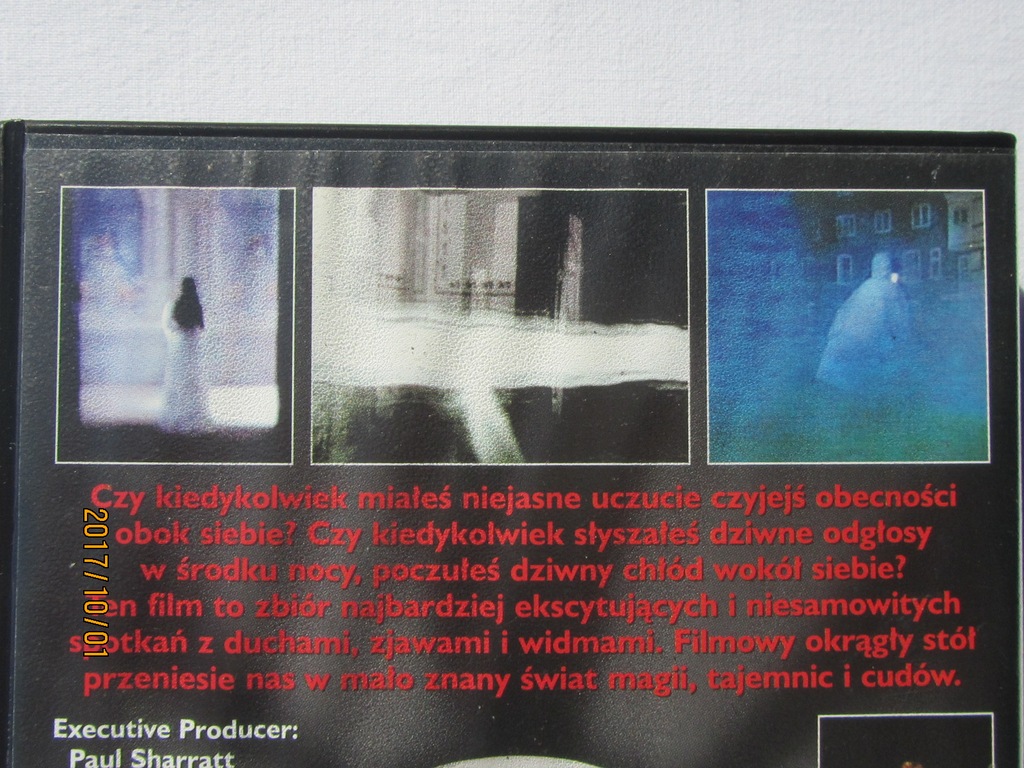 Czy kiedykolwiek miałeś niejasne uczucie czyjejś obecności
obok siebie? Czy kiedykolwiek słyszałeś dziwne odgłosy
w środku nocy, poczułeś dziwny chłód wokół siebie?
Ten film to zbiór najbardziej ekscytujących i niesamowitych
spotkań z duchami, zjawami i widmami. Filmowy okrągły stół
przeniesie nas w mało znany świat magii, tajemnic i cudów.
Executive Producer:
Paul Sharratt
2017/10/01